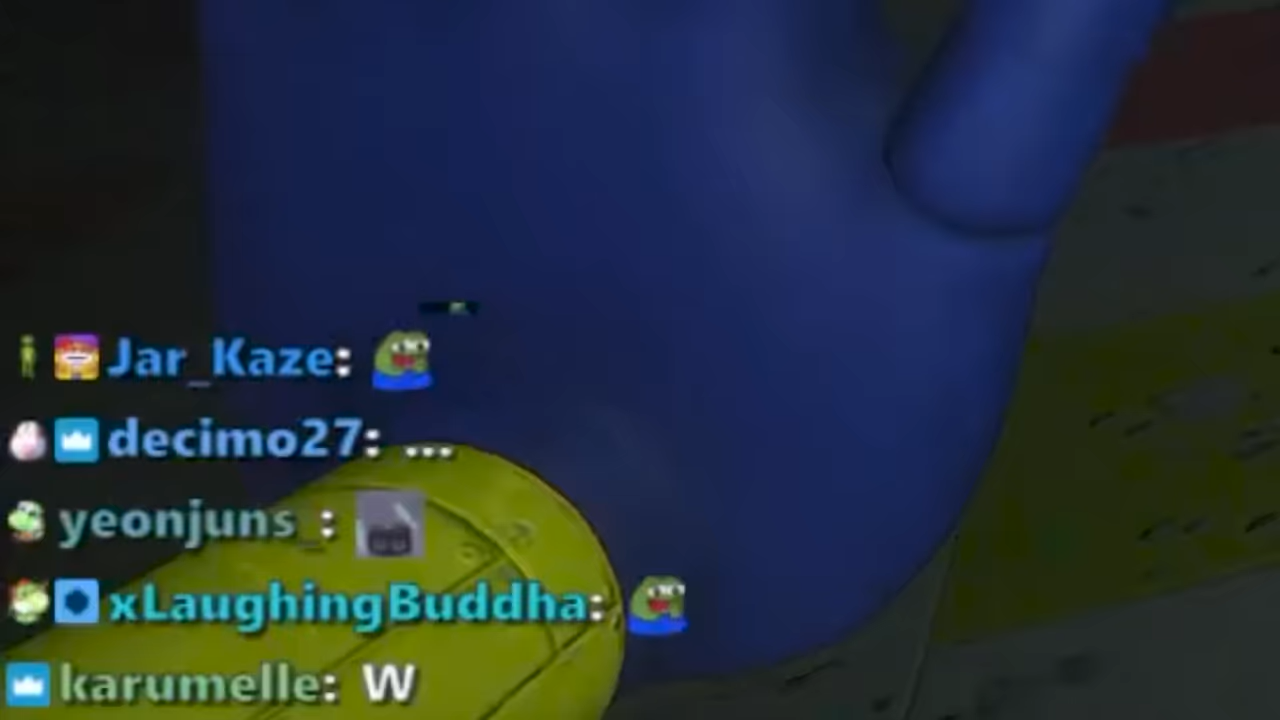 Jar_Kaze:
decimo27: ...
yeonjuns_:
xLaughingBuddha:
karumelle: W